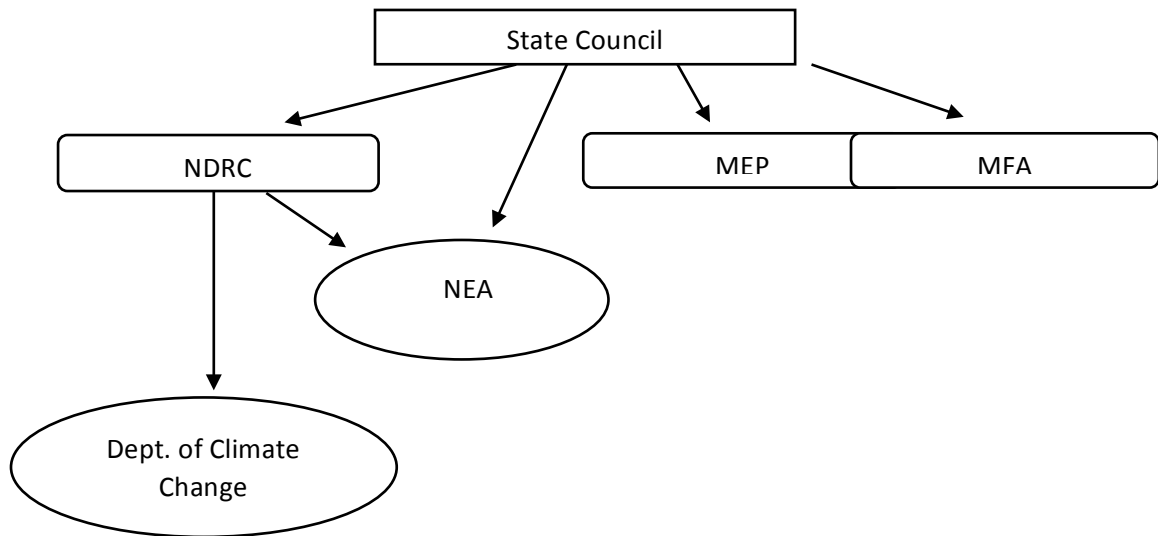 State Council
NDRC
MEP
MFA
NEA
Dept. of Climate
Change